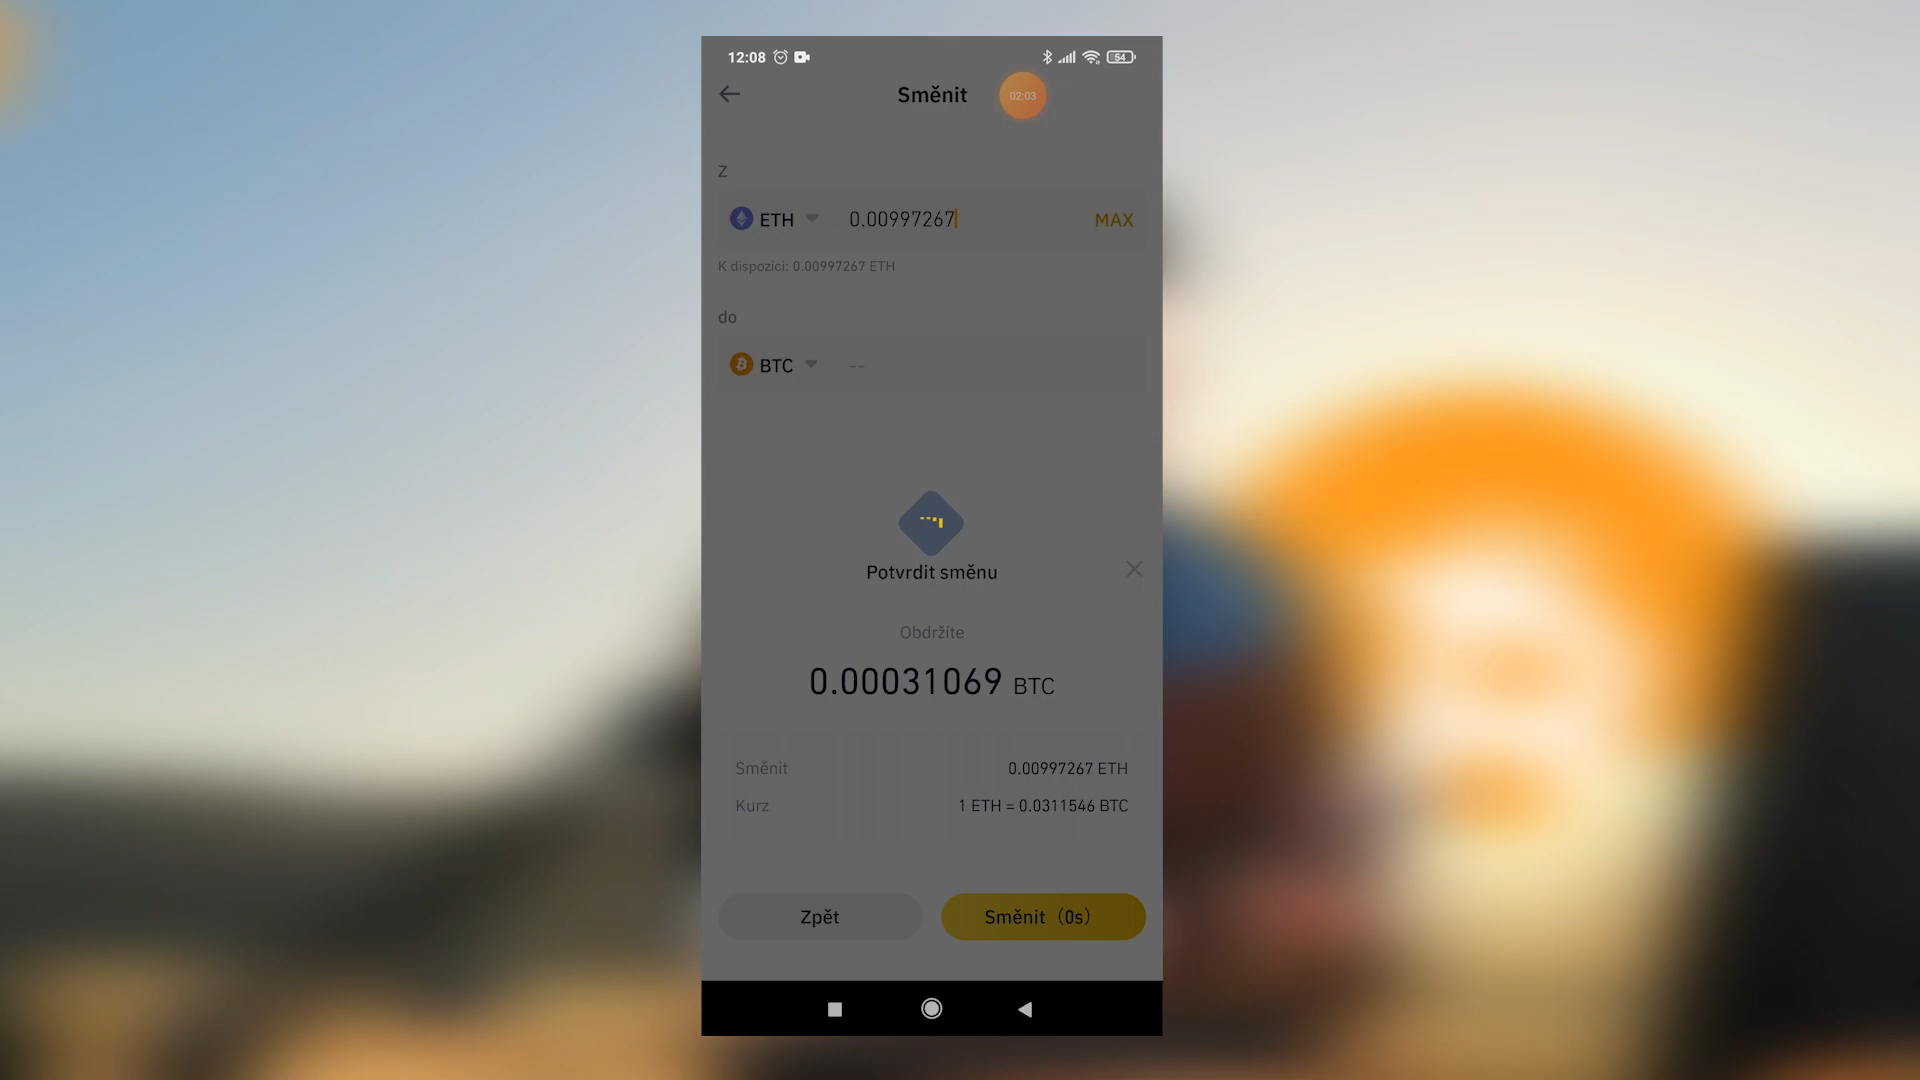 12:08
54
Směnit
02:03
Z
ETH 0.00997267 MAX
K dispozici: 0.00997267 ETH
do
BTC --
Potvrdit směnu
Obdržíte
0.00031069 BTC
Směnit 0.00997267 ETH
Kurz 1 ETH = 0.0311546 BTC
Zpět
Směnit (0s)